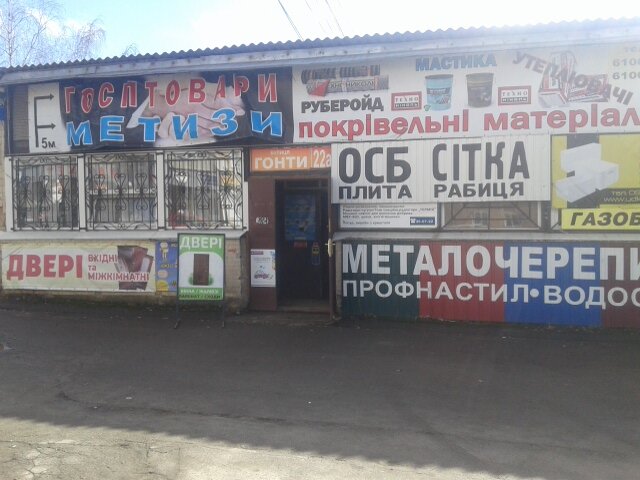 ГОСПТОВАРИ
МЕТИЗИ
5м
РУБЕРОЙД
МАСТИКА
УТЕПЛЮВАЧІ
покрівельні матеріал
ГОНТИ 22а
ОСБ
ПЛИТА
СІТКА
РАБИЦЯ
ГАЗОБ
ДВЕРІ
ВХІДНІ
та
МІЖКІМНАТНІ
ДВЕРІ
МЕТАЛОЧЕРЕПИ
ПРОФНАСТИЛ•ВОДОС